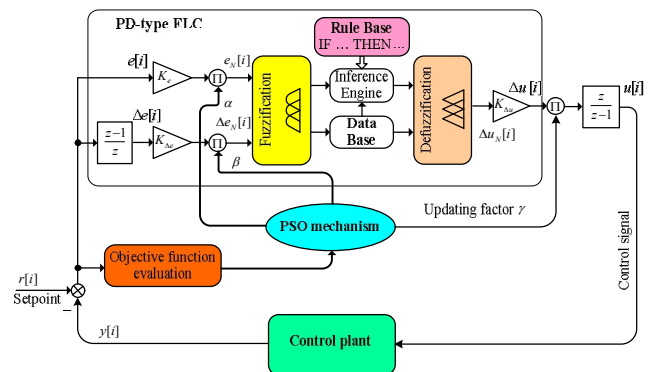 PD-type FLC
Rule Base
IF … THEN…
e[i]
K_e
Π
e_N[i]
α
Fuzzification
Inference
Engine
Defuzzification
Δu[i]
u[i]
K_Δu
Π
z
z−1
Δu_N[i]
Δe[i]
z−1
z
K_Δe
Π
Δe_N[i]
β
Data
Base
PSO mechanism
Updating factor γ
Objective function
evaluation
r[i]
Setpoint
−
y[i]
Control plant
Control signal